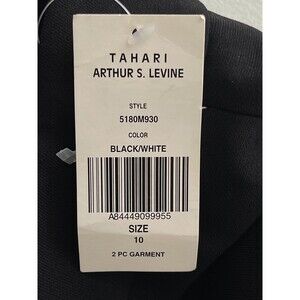 TAHARI
ARTHUR S. LEVINE
STYLE
5180M930
COLOR
BLACK/WHITE
A84449099955
SIZE
10
2 PC GARMENT